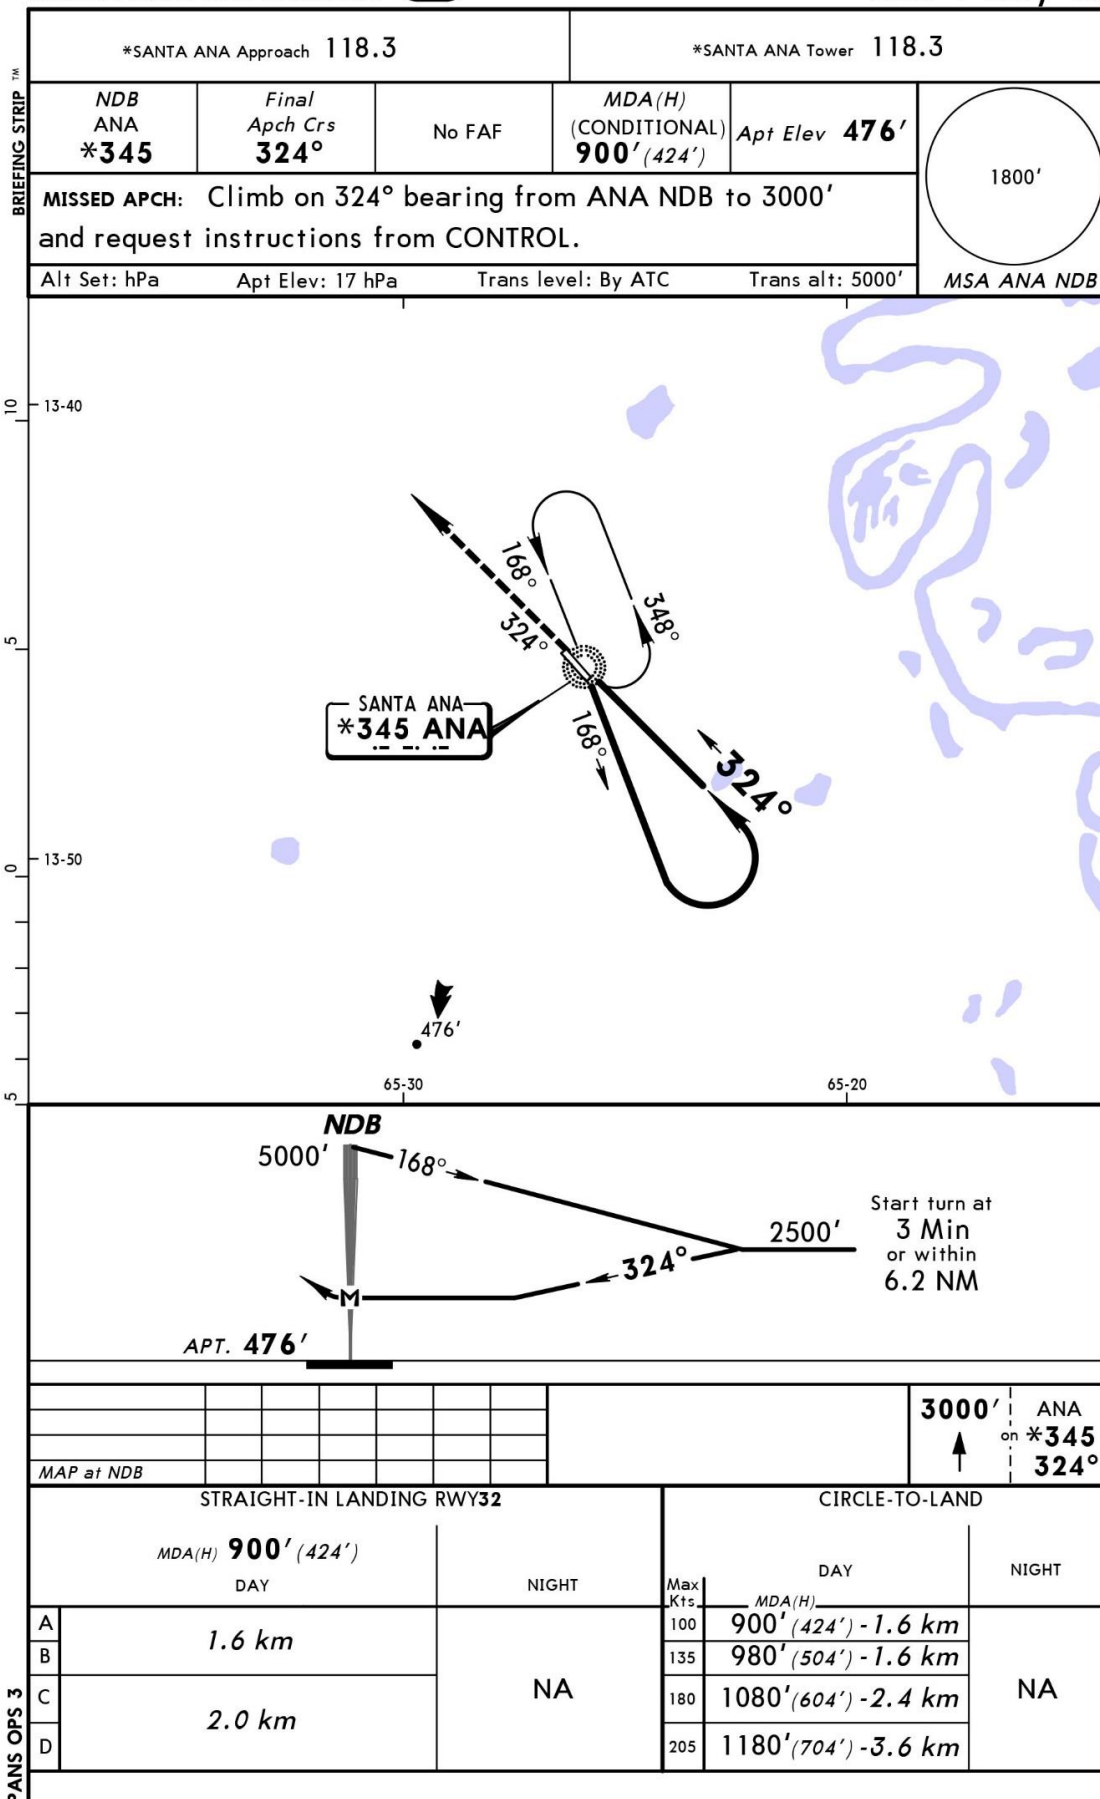 *SANTA ANA Approach 118.3
*SANTA ANA Tower 118.3
BRIEFING STRIP ™
NDB
ANA
*345
Final
Apch Crs
324°
No FAF
MDA(H)
(CONDITIONAL)
900' (424')
Apt Elev 476'
1800'
MSA ANA NDB
MISSED APCH: Climb on 324° bearing from ANA NDB to 3000'
and request instructions from CONTROL.
Alt Set: hPa Apt Elev: 17 hPa Trans level: By ATC Trans alt: 5000'
10
13-40
168°
348°
324°
5
SANTA ANA
*345 ANA
168°
324°
0
13-50
476'
65-30
65-20
5
NDB
5000'
168°
2500'
324°
Start turn at
3 Min
or within
6.2 NM
M
APT. 476'
MAP at NDB
3000'
on
ANA
*345
324°
STRAIGHT-IN LANDING RWY32
MDA(H) 900' (424')
DAY
NIGHT
A
B
1.6 km
C
D
2.0 km
NA
CIRCLE-TO-LAND
DAY
NIGHT
Max
Kts
MDA(H)
100 900' (424') -1.6 km
135 980' (504') -1.6 km
180 1080' (604') -2.4 km
205 1180' (704') -3.6 km
NA
PANS OPS 3